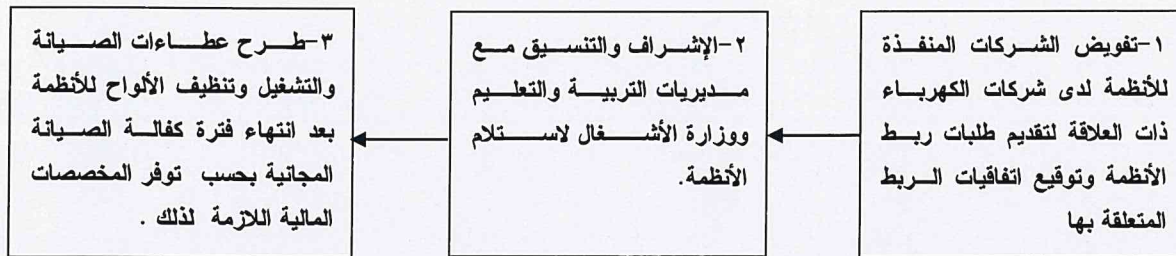 ١-تفويض الشركات المنفذة
للأنظمة لدى شركات الكهرباء
ذات العلاقة لتقديم طلبات ربط
الأنظمة وتوقيع اتفاقيات الربط
المتعلقة بها
٢-الإشراف والتنسيق مع
مديريات التربية والتعليم
ووزارة الأشغال لاستلام
الأنظمة.
٣-طرح عطاءات الصيانة
والتشغيل وتنظيف الألواح للأنظمة
بعد انتهاء فترة كفالة الصيانة
المجانية بحسب توفر المخصصات
المالية اللازمة لذلك .